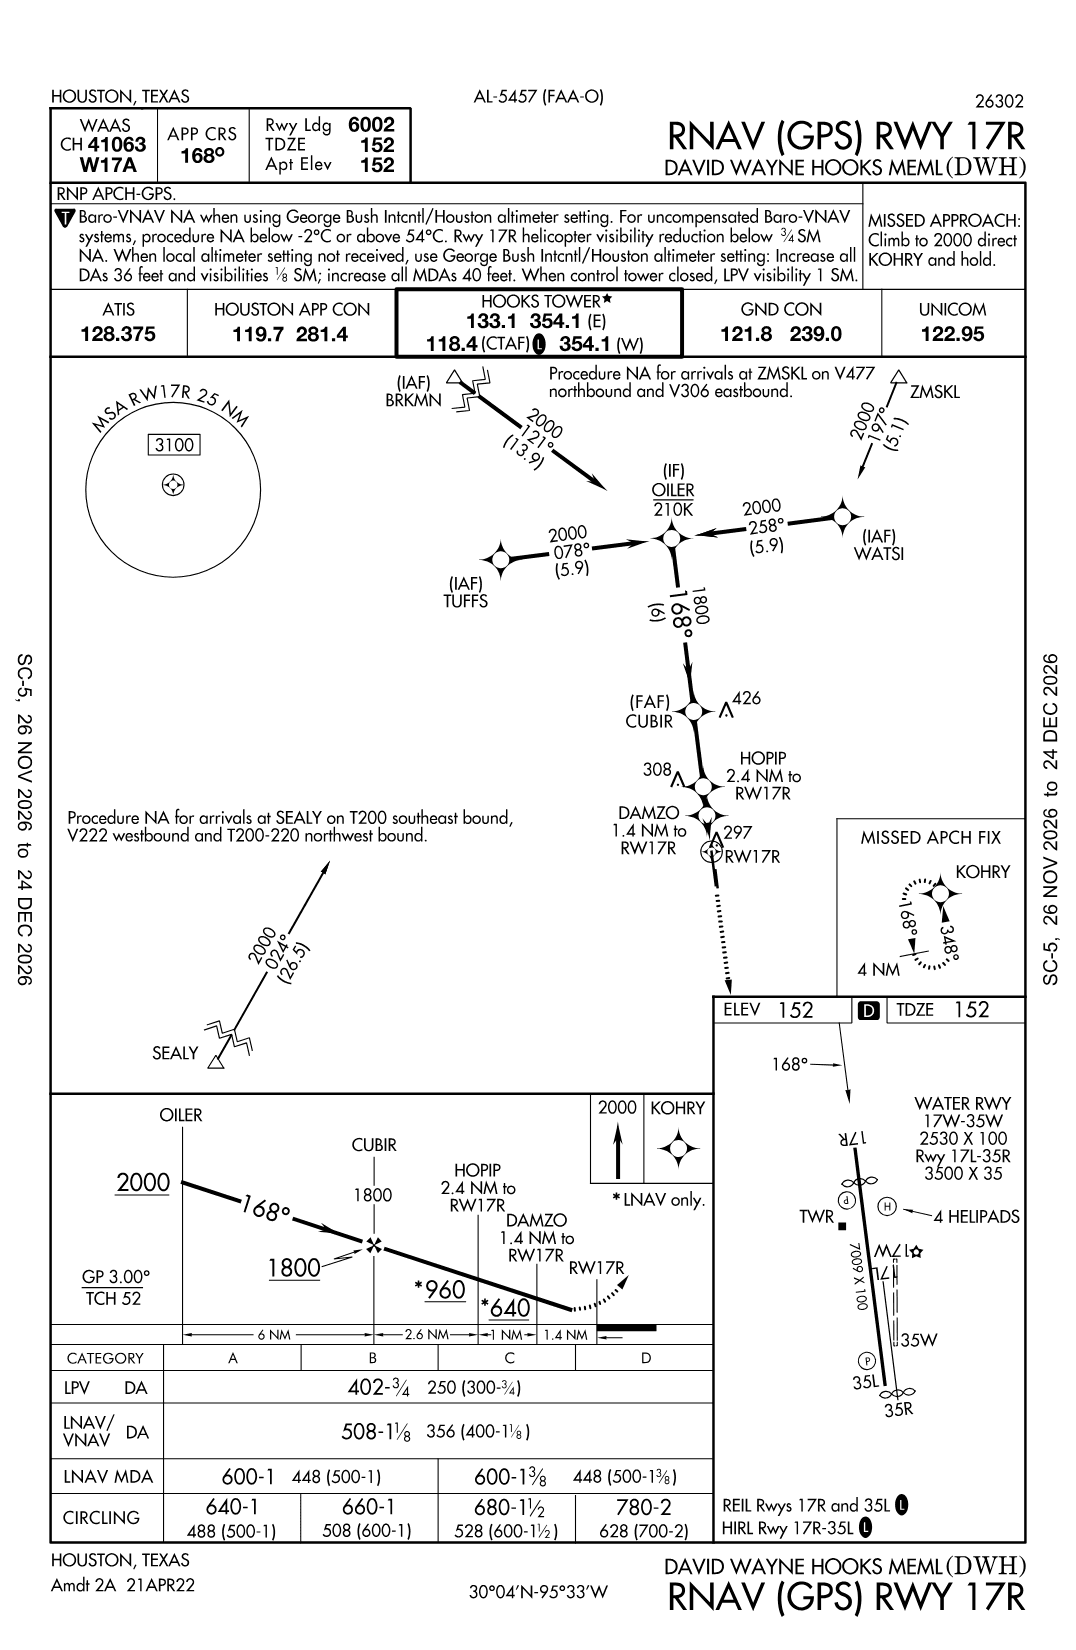 HOUSTON, TEXAS
AL-5457 (FAA-O)
26302
WAAS
CH 41063
W17A
APP CRS
168°
Rwy Ldg 6002
TDZE 152
Apt Elev 152
RNAV (GPS) RWY 17R
DAVID WAYNE HOOKS MEML (DWH)
RNP APCH-GPS.
T
Baro-VNAV NA when using George Bush Intcntl/Houston altimeter setting. For uncompensated Baro-VNAV
systems, procedure NA below -2°C or above 54°C. Rwy 17R helicopter visibility reduction below ¾ SM
NA. When local altimeter setting not received, use George Bush Intcntl/Houston altimeter setting: Increase all
DAs 36 feet and visibilities ⅛ SM; increase all MDAs 40 feet. When control tower closed, LPV visibility 1 SM.
MISSED APPROACH:
Climb to 2000 direct
KOHRY and hold.
ATIS
128.375
HOUSTON APP CON
119.7 281.4
HOOKS TOWER★
133.1 354.1 (E)
118.4 (CTAF) L 354.1 (W)
GND CON
121.8 239.0
UNICOM
122.95
MSA RW17R 25 NM
3100
(IAF)
BRKMN
2000
121°
(13.9)
Procedure NA for arrivals at ZMSKL on V477
northbound and V306 eastbound.
ZMSKL
2000
197°
(5.1)
(IF)
OILER
210K
2000
258°
(5.9)
(IAF)
WATSI
2000
078°
(5.9)
(IAF)
TUFFS
1800
168°
(6)
(FAF)
CUBIR
426
308
HOPIP
2.4 NM to
RW17R
DAMZO
1.4 NM to
RW17R
297
RW17R
Procedure NA for arrivals at SEALY on T200 southeast bound,
V222 westbound and T200-220 northwest bound.
2000
024°
(26.5)
SEALY
MISSED APCH FIX
KOHRY
168°
348°
4 NM
SC-5, 26 NOV 2026 to 24 DEC 2026
SC-5, 26 NOV 2026 to 24 DEC 2026
ELEV 152
D
TDZE 152
168°
17R
WATER RWY
17W-35W
2530 X 100
Rwy 17L-35R
3500 X 35
P
H
4 HELIPADS
TWR
7009 X 100
17W
17L
35W
P
35L
35R
REIL Rwys 17R and 35L L
HIRL Rwy 17R-35L L
OILER
2000
168°
CUBIR
1800
1800
HOPIP
2.4 NM to
RW17R
DAMZO
1.4 NM to
RW17R
RW17R
*960
*640
GP 3.00°
TCH 52
2000
KOHRY
*LNAV only.
6 NM
2.6 NM
1 NM
1.4 NM
CATEGORY A B C D
LPV DA 402-¾ 250 (300-¾)
LNAV/
VNAV DA 508-1⅛ 356 (400-1⅛)
LNAV MDA 600-1 448 (500-1) 600-1⅜ 448 (500-1⅜)
CIRCLING
640-1 660-1 680-1½ 780-2
488 (500-1) 508 (600-1) 528 (600-1½) 628 (700-2)
HOUSTON, TEXAS
Amdt 2A 21APR22
30°04'N-95°33'W
DAVID WAYNE HOOKS MEML (DWH)
RNAV (GPS) RWY 17R